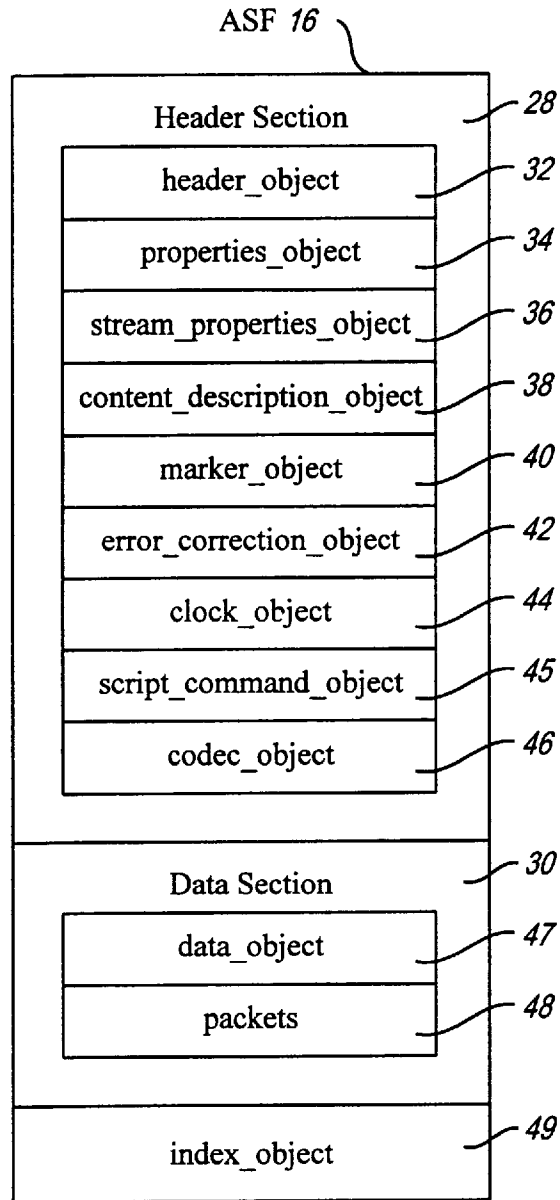 ASF 16
Header Section 28
header_object 32
properties_object 34
stream_properties_object 36
content_description_object 38
marker_object 40
error_correction_object 42
clock_object 44
script_command_object 45
codec_object 46
Data Section 30
data_object 47
packets 48
index_object 49